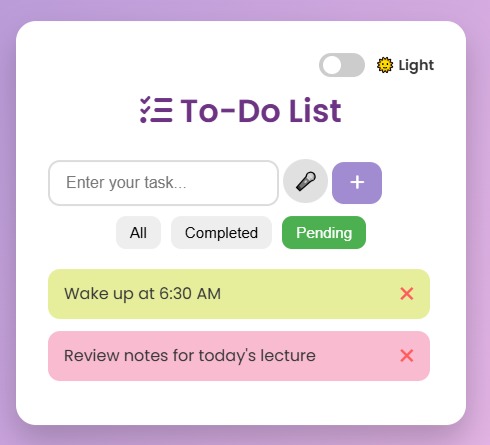 Light
To-Do List
Enter your task...
+
All Completed Pending
Wake up at 6:30 AM ×
Review notes for today's lecture ×